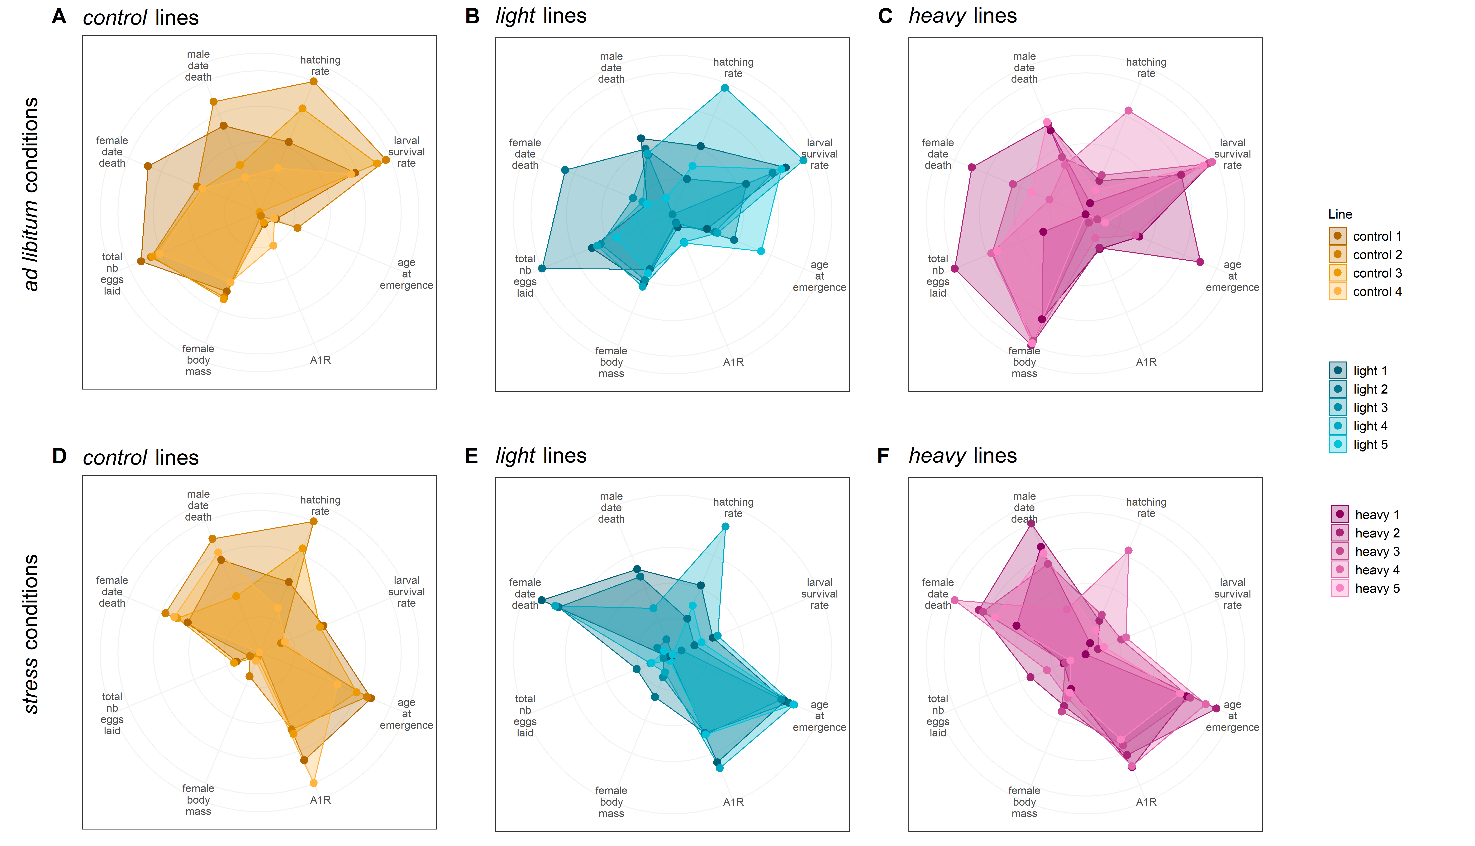 A control lines
B light lines
C heavy lines
ad libitum conditions
male
date
death
hatching
rate
larval
survival
rate
age
at
emergence
A1R
female
body
mass
total
nb
eggs
laid
female
date
death
male
date
death
hatching
rate
larval
survival
rate
age
at
emergence
A1R
female
body
mass
total
nb
eggs
laid
female
date
death
male
date
death
hatching
rate
larval
survival
rate
age
at
emergence
A1R
female
body
mass
total
nb
eggs
laid
female
date
death
D control lines
E light lines
F heavy lines
stress conditions
male
date
death
hatching
rate
larval
survival
rate
age
at
emergence
A1R
female
body
mass
total
nb
eggs
laid
female
date
death
male
date
death
hatching
rate
larval
survival
rate
age
at
emergence
A1R
female
body
mass
total
nb
eggs
laid
female
date
death
male
date
death
hatching
rate
larval
survival
rate
age
at
emergence
A1R
female
body
mass
total
nb
eggs
laid
female
date
death
Line
control 1
control 2
control 3
control 4
light 1
light 2
light 3
light 4
light 5
heavy 1
heavy 2
heavy 3
heavy 4
heavy 5